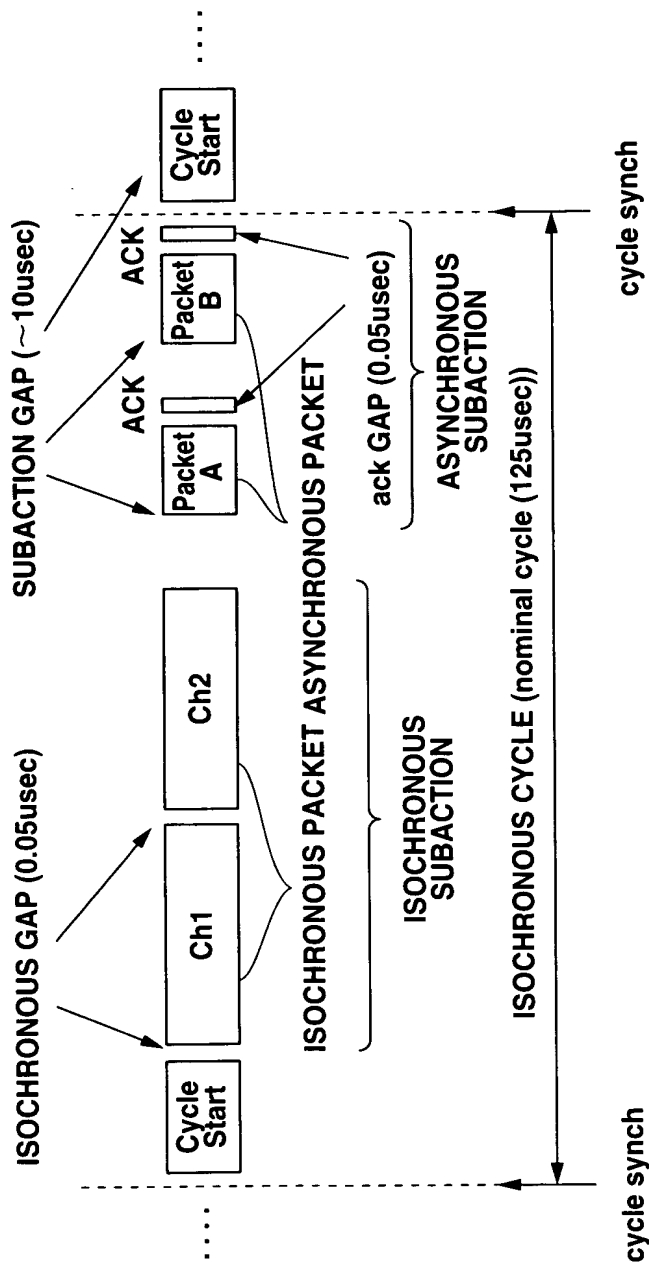 ISOCHRONOUS GAP (0.05usec)
SUBACTION GAP (~10usec)
....
Cycle
Start
Ch1
Ch2
Packet
A
ACK
Packet
B
ACK
Cycle
Start
....
ISOCHRONOUS PACKET
ASYNCHRONOUS PACKET
ack GAP (0.05usec)
ISOCHRONOUS
SUBACTION
ASYNCHRONOUS
SUBACTION
ISOCHRONOUS CYCLE (nominal cycle (125usec))
cycle synch
cycle synch